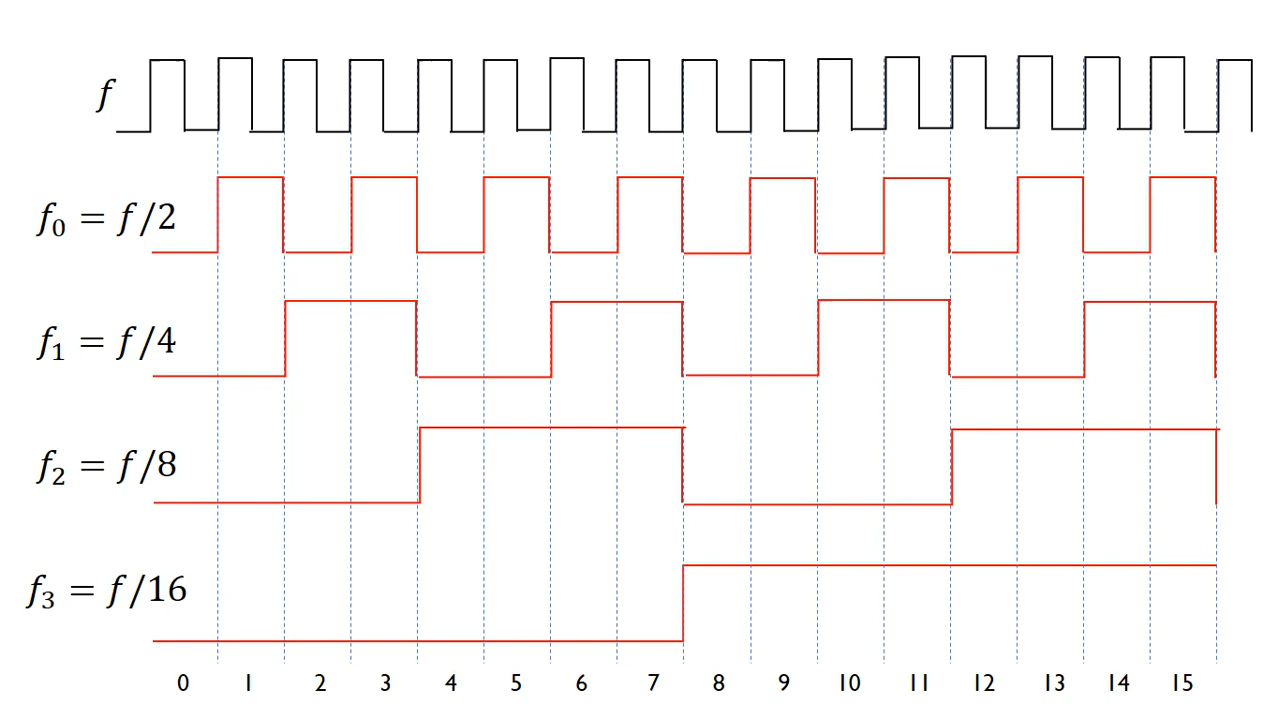 f
f₀ = f/2
f₁ = f/4
f₂ = f/8
f₃ = f/16
0 1 2 3 4 5 6 7 8 9 10 11 12 13 14 15